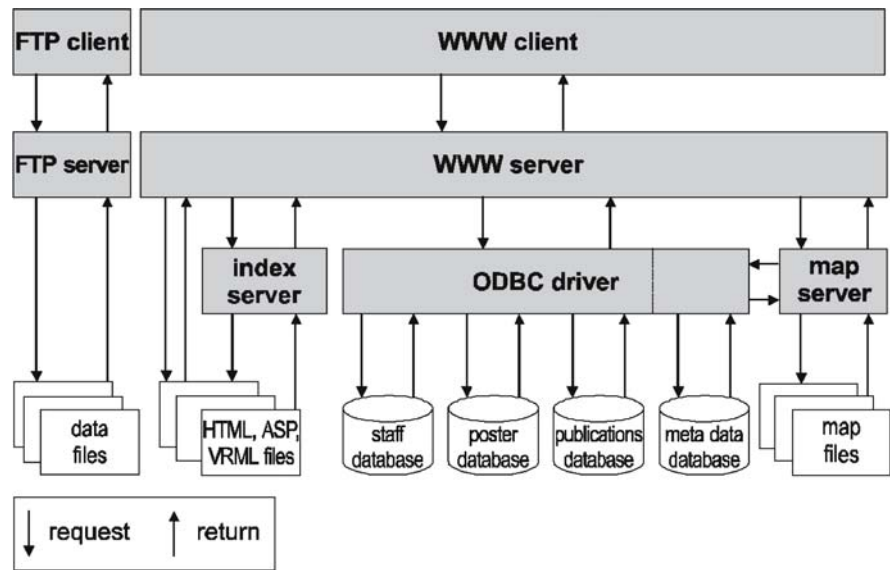 FTP client
WWW client
FTP server
WWW server
index
server
ODBC driver
map
server
data
files
HTML, ASP,
VRML files
staff
database
poster
database
publications
database
meta data
database
map
files
request
return